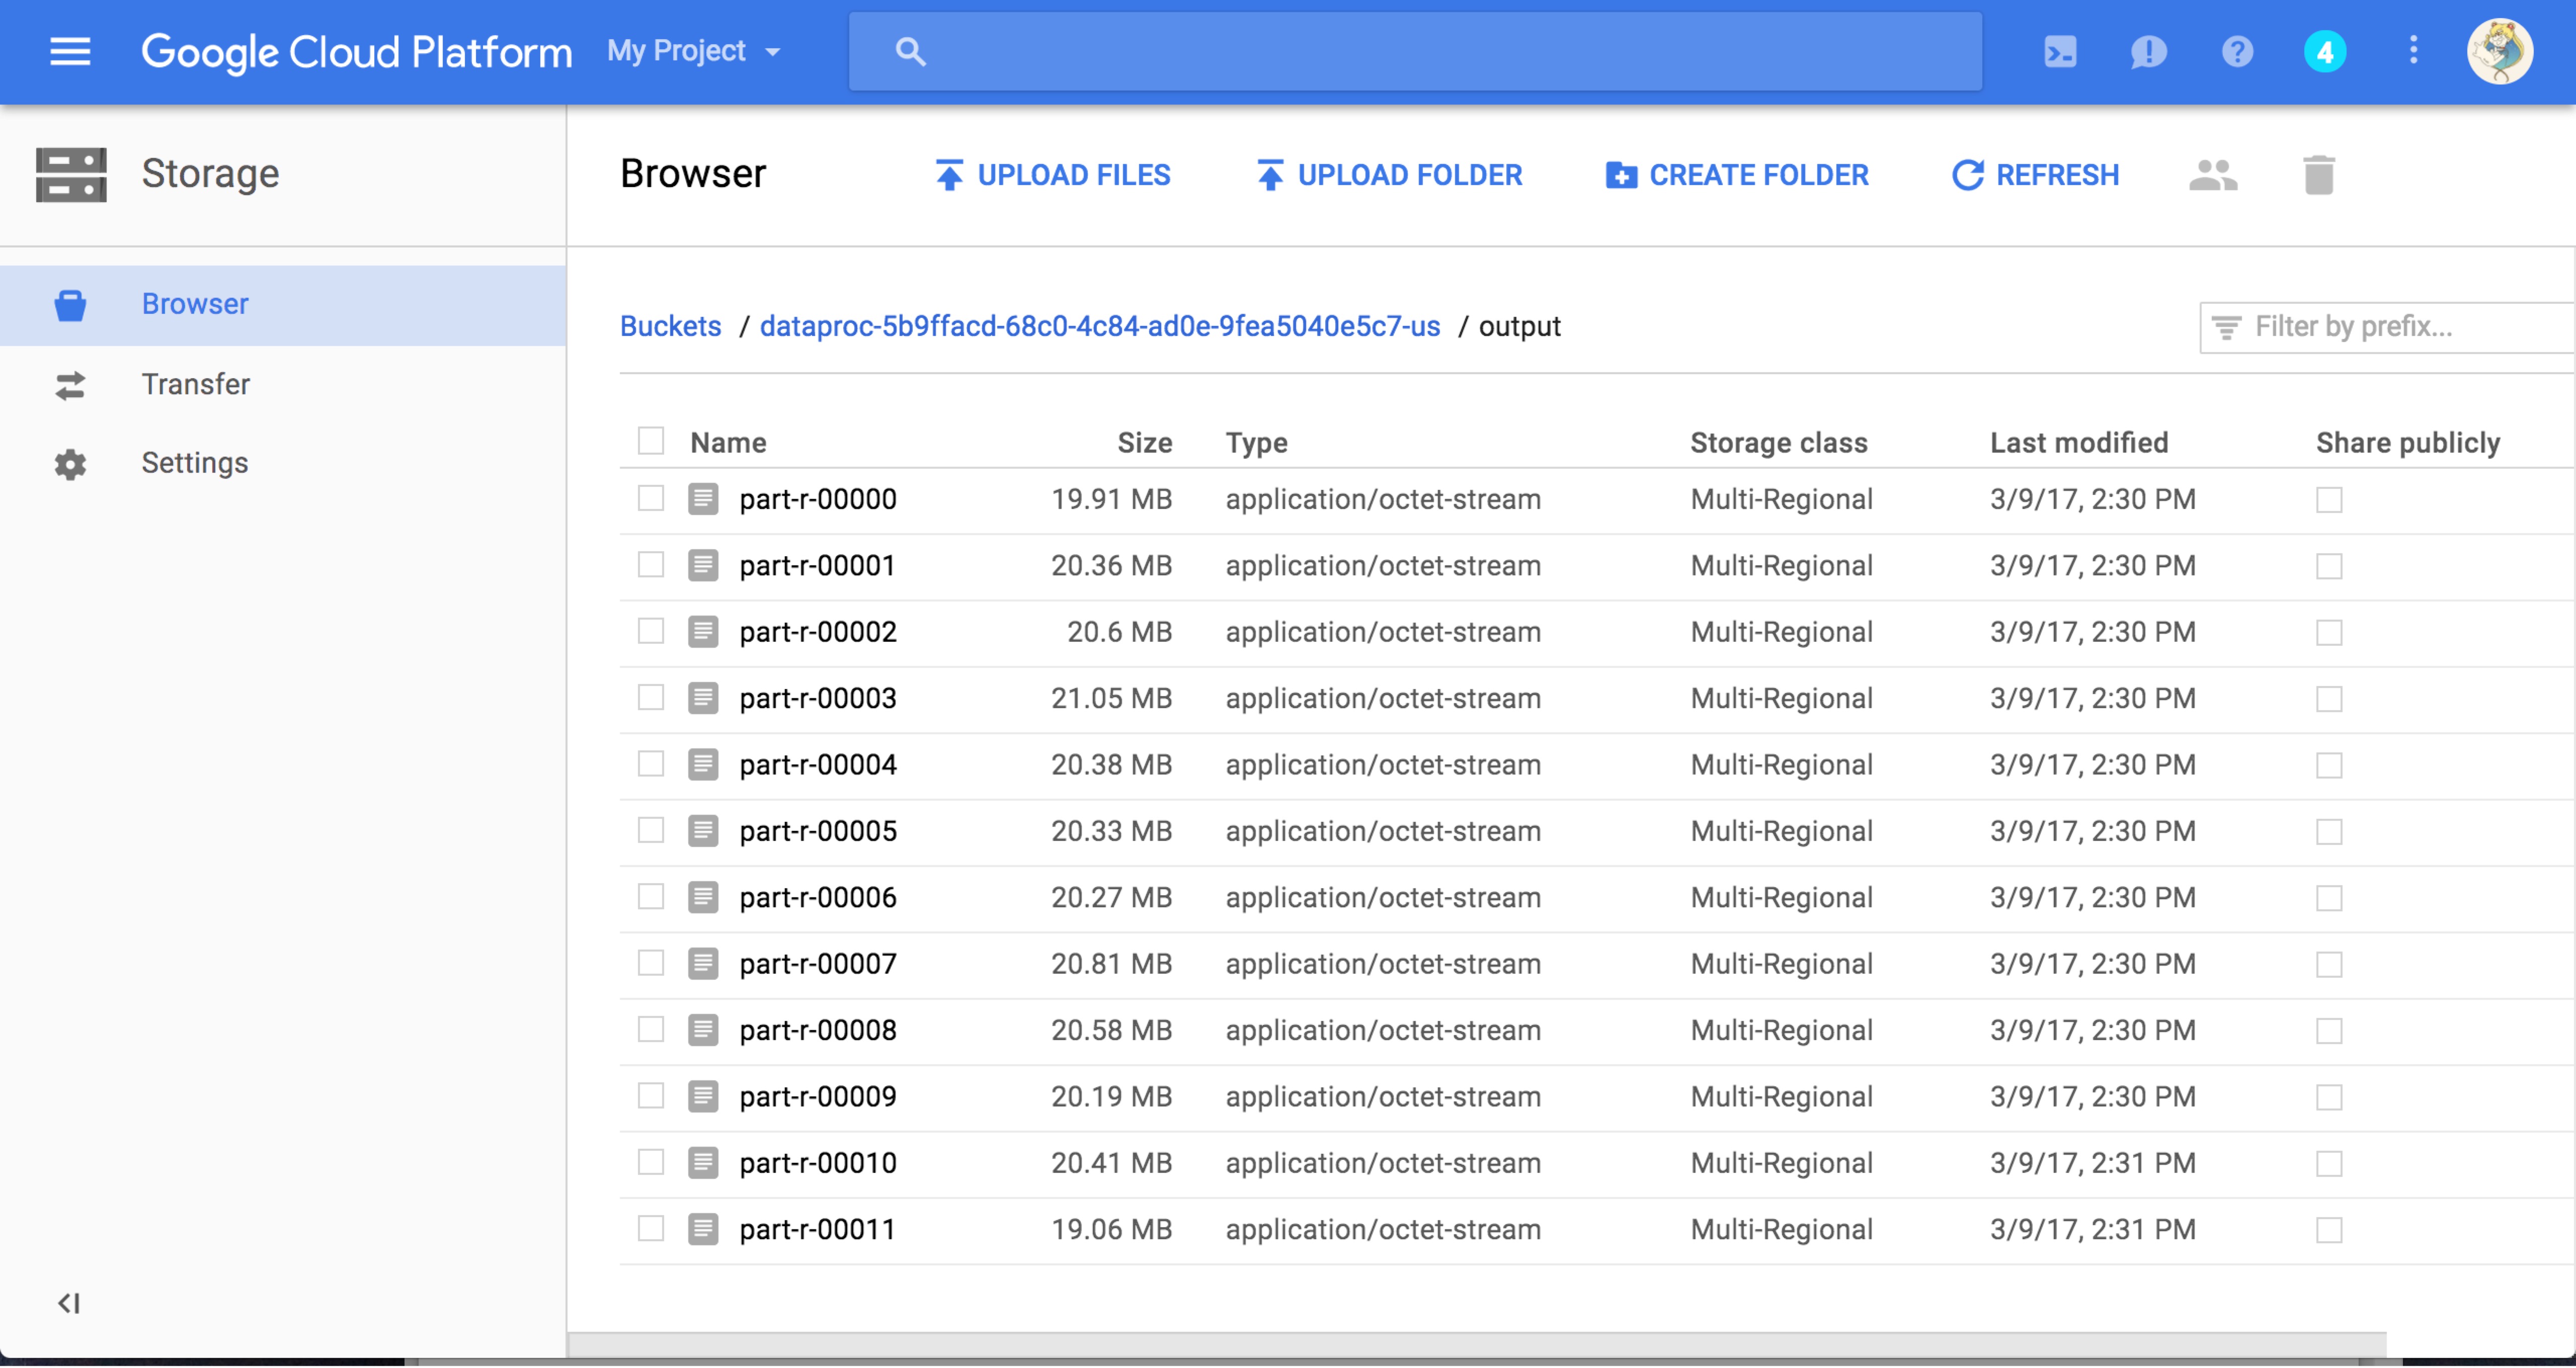 Google Cloud Platform My Project 4
Storage
Browser UPLOAD FILES UPLOAD FOLDER CREATE FOLDER REFRESH
Browser
Transfer
Settings
Buckets / dataproc-5b9ffacd-68c0-4c84-ad0e-9fea5040e5c7-us / output Filter by prefix...
Name Size Type Storage class Last modified Share publicly
part-r-00000 19.91 MB application/octet-stream Multi-Regional 3/9/17, 2:30 PM
part-r-00001 20.36 MB application/octet-stream Multi-Regional 3/9/17, 2:30 PM
part-r-00002 20.6 MB application/octet-stream Multi-Regional 3/9/17, 2:30 PM
part-r-00003 21.05 MB application/octet-stream Multi-Regional 3/9/17, 2:30 PM
part-r-00004 20.38 MB application/octet-stream Multi-Regional 3/9/17, 2:30 PM
part-r-00005 20.33 MB application/octet-stream Multi-Regional 3/9/17, 2:30 PM
part-r-00006 20.27 MB application/octet-stream Multi-Regional 3/9/17, 2:30 PM
part-r-00007 20.81 MB application/octet-stream Multi-Regional 3/9/17, 2:30 PM
part-r-00008 20.58 MB application/octet-stream Multi-Regional 3/9/17, 2:30 PM
part-r-00009 20.19 MB application/octet-stream Multi-Regional 3/9/17, 2:30 PM
part-r-00010 20.41 MB application/octet-stream Multi-Regional 3/9/17, 2:31 PM
part-r-00011 19.06 MB application/octet-stream Multi-Regional 3/9/17, 2:31 PM